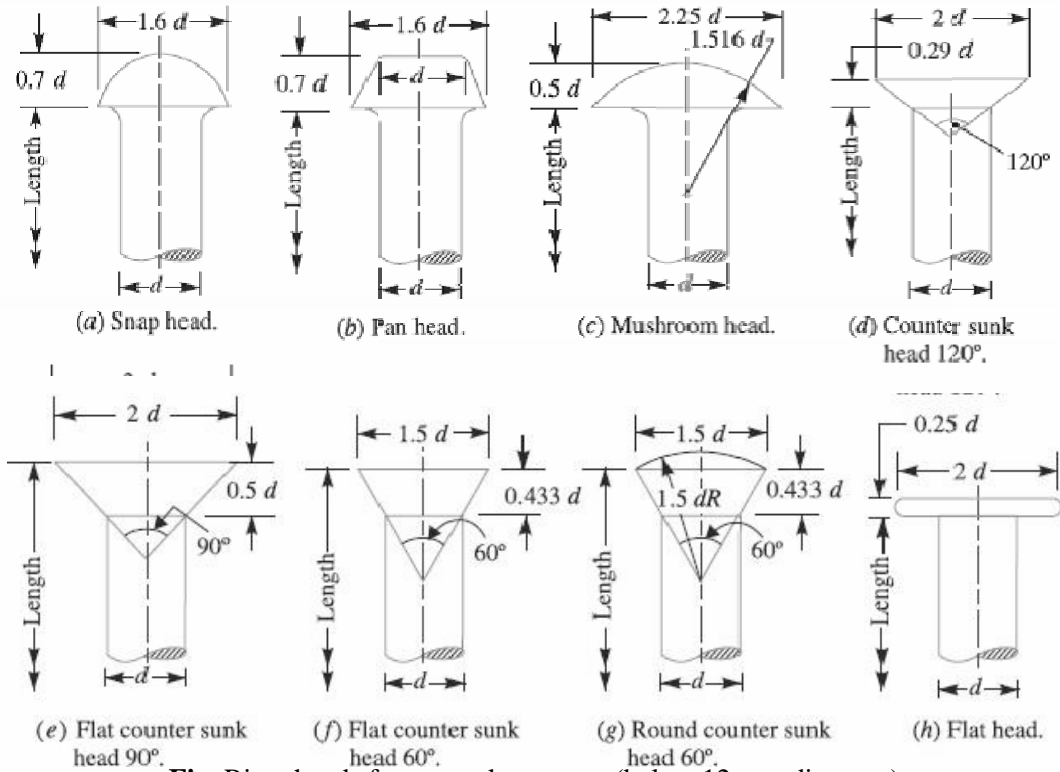 1.6 d
0.7 d
Length
d
(a) Snap head.
1.6 d
d
0.7 d
Length
d
(b) Pan head.
2.25 d
1.516 d
0.5 d
Length
d
(c) Mushroom head.
2 d
0.29 d
Length
120°
d
(d) Counter sunk
head 120°.
2 d
0.5 d
90°
Length
d
(e) Flat counter sunk
head 90°.
1.5 d
0.433 d
60°
Length
d
(f) Flat counter sunk
head 60°.
1.5 d
1.5 dR
0.433 d
60°
Length
d
(g) Round counter sunk
head 60°.
0.25 d
2 d
Length
d
(h) Flat head.